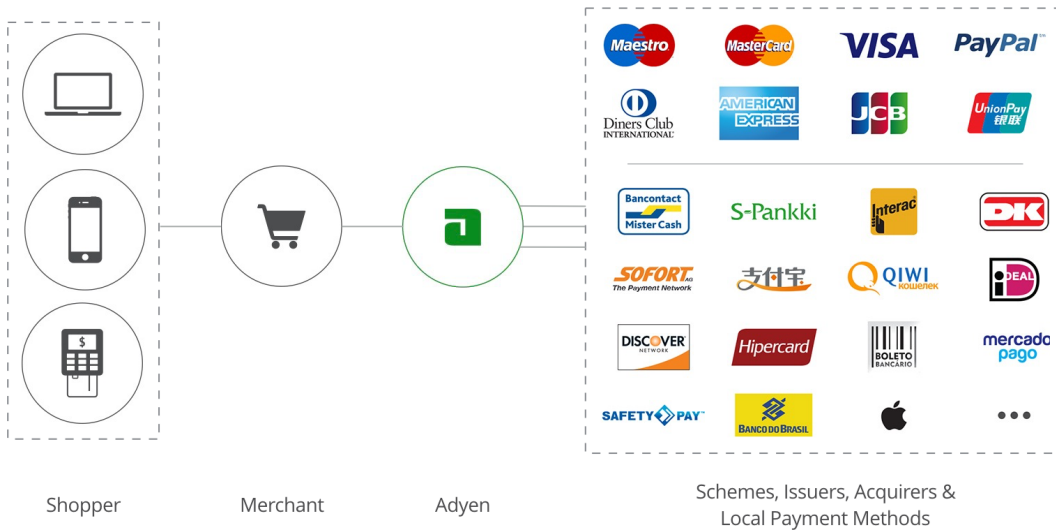 Maestro
MasterCard
VISA
PayPal
Diners Club
INTERNATIONAL
AMERICAN
EXPRESS
JCB
UnionPay
银联
Bancontact
Mister Cash
S-Pankki
Interac
DK
SOFORT AG
The Payment Network
支付宝
QIWI
КОШЕЛЕК
iDEAL
DISCOVER
NETWORK
Hipercard
BOLETO
BANCÁRIO
mercado
pago
SAFETYPAY™
BANCO DO BRASIL
$
a
Shopper
Merchant
Adyen
Schemes, Issuers, Acquirers &
Local Payment Methods